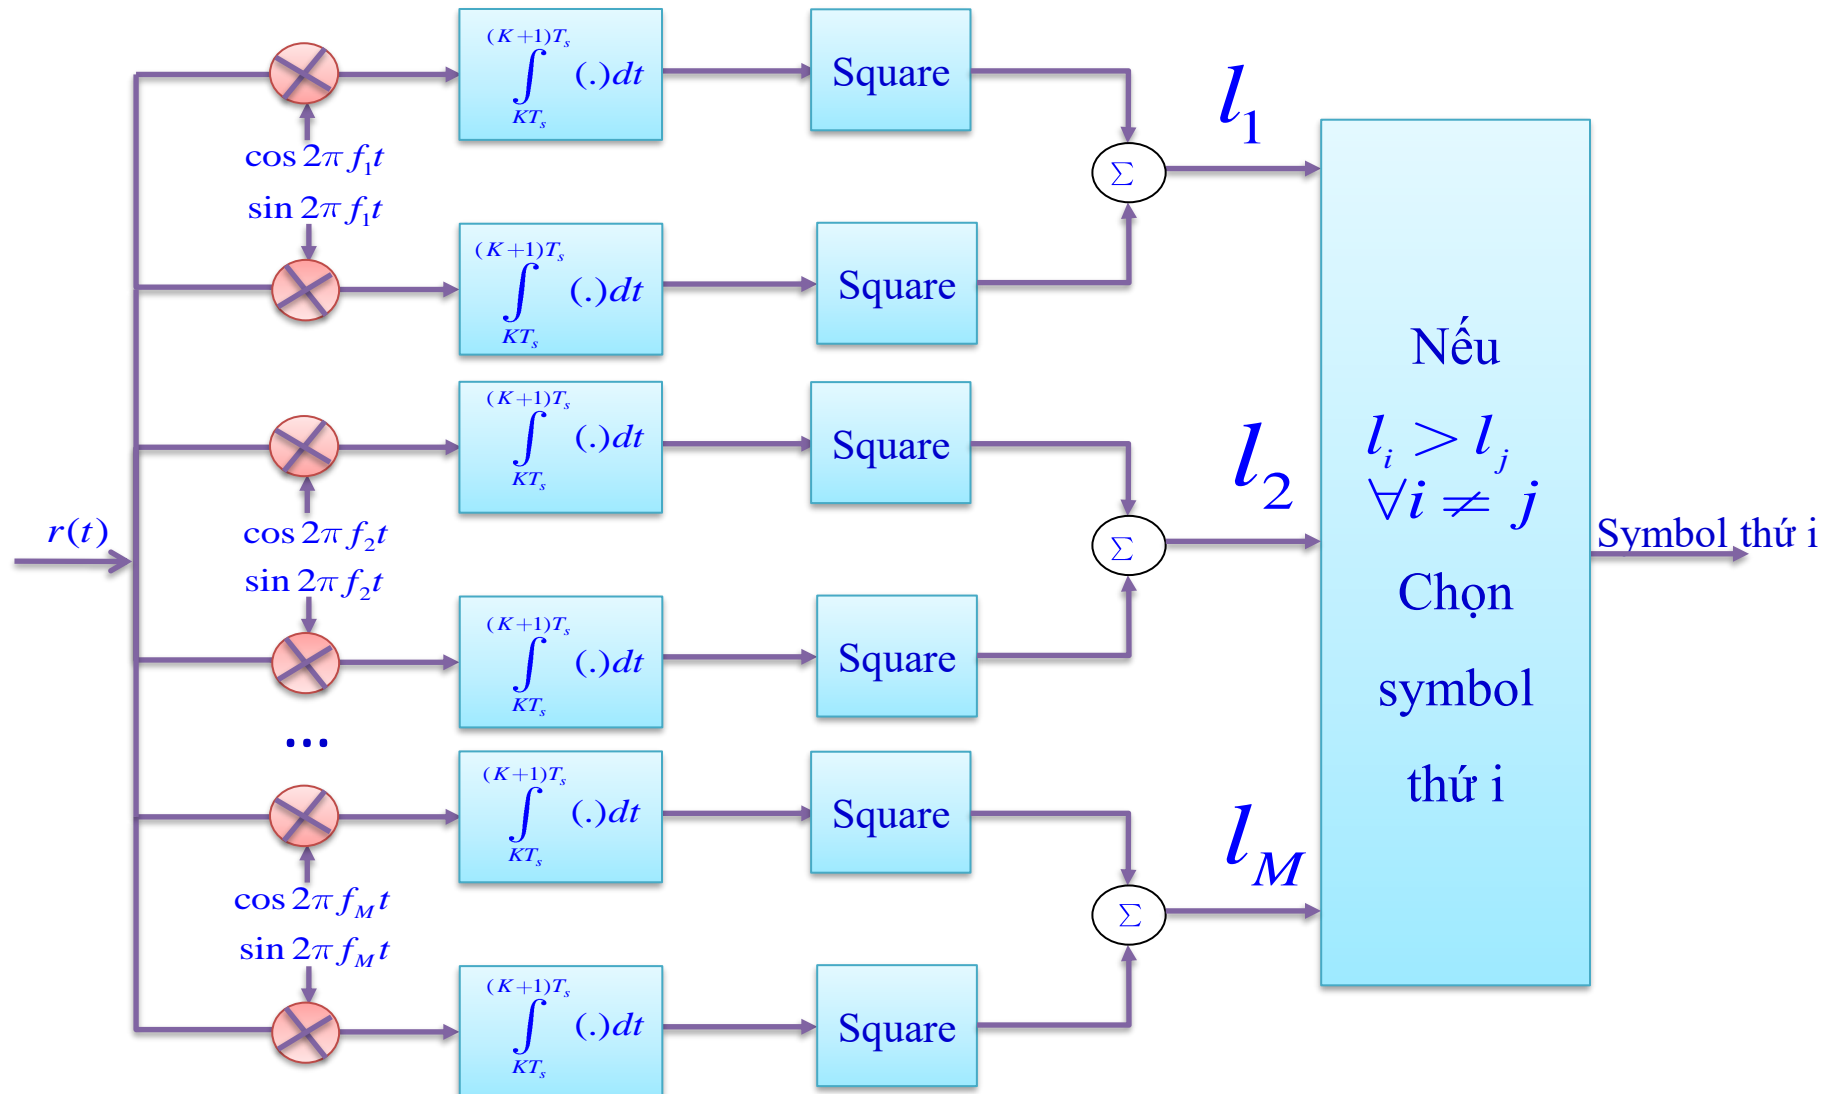 (K+1)T_s
∫ (.)dt
KT_s
Square
l_1
cos 2π f_1 t
sin 2π f_1 t
Σ
(K+1)T_s
∫ (.)dt
KT_s
Square
(K+1)T_s
∫ (.)dt
KT_s
Square
l_2
r(t)
cos 2π f_2 t
sin 2π f_2 t
Σ
(K+1)T_s
∫ (.)dt
KT_s
Square
...
(K+1)T_s
∫ (.)dt
KT_s
Square
l_M
cos 2π f_M t
sin 2π f_M t
Σ
(K+1)T_s
∫ (.)dt
KT_s
Square
Nếu
l_i > l_j
∀i ≠ j
Chọn
symbol
thứ i
Symbol thứ i